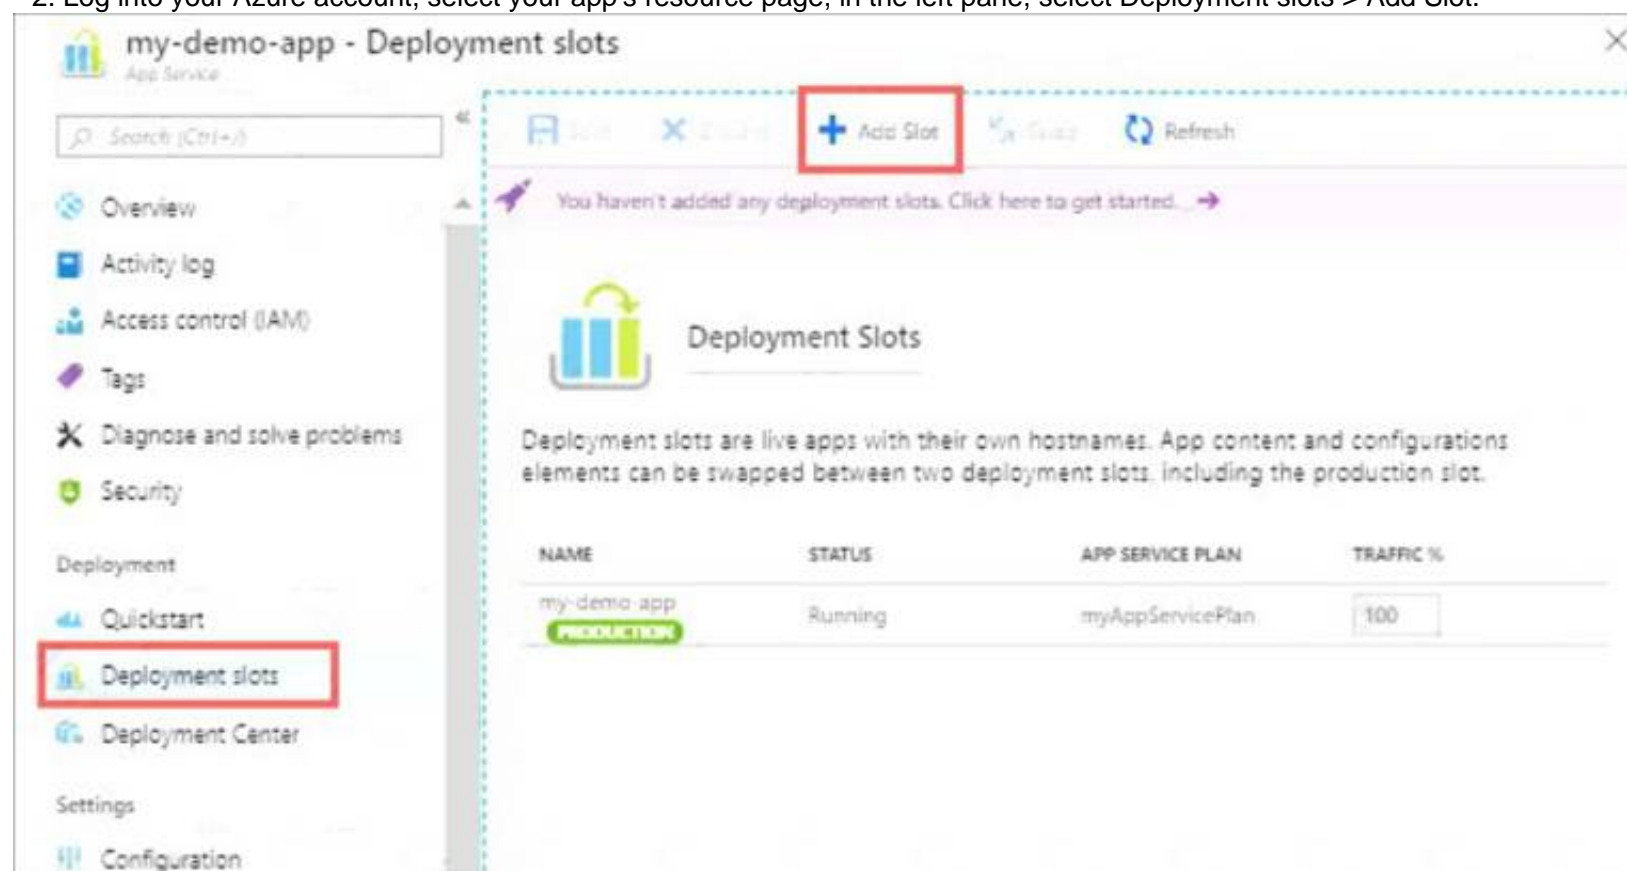 2. Log into your Azure account, select your app's resource page, in the left pane, select Deployment slots > Add Slot.
my-demo-app - Deployment slots
App Service
Search (Ctrl+/)
«
Add Slot
Refresh
You haven't added any deployment slots. Click here to get started. →
Overview
Activity log
Access control (IAM)
Tags
Diagnose and solve problems
Security
Deployment
Quickstart
Deployment slots
Deployment Center
Settings
Configuration
Deployment Slots
Deployment slots are live apps with their own hostnames. App content and configurations
elements can be swapped between two deployment slots, including the production slot.
NAME STATUS APP SERVICE PLAN TRAFFIC %
my-demo-app Running myAppServicePlan 100
PRODUCTION